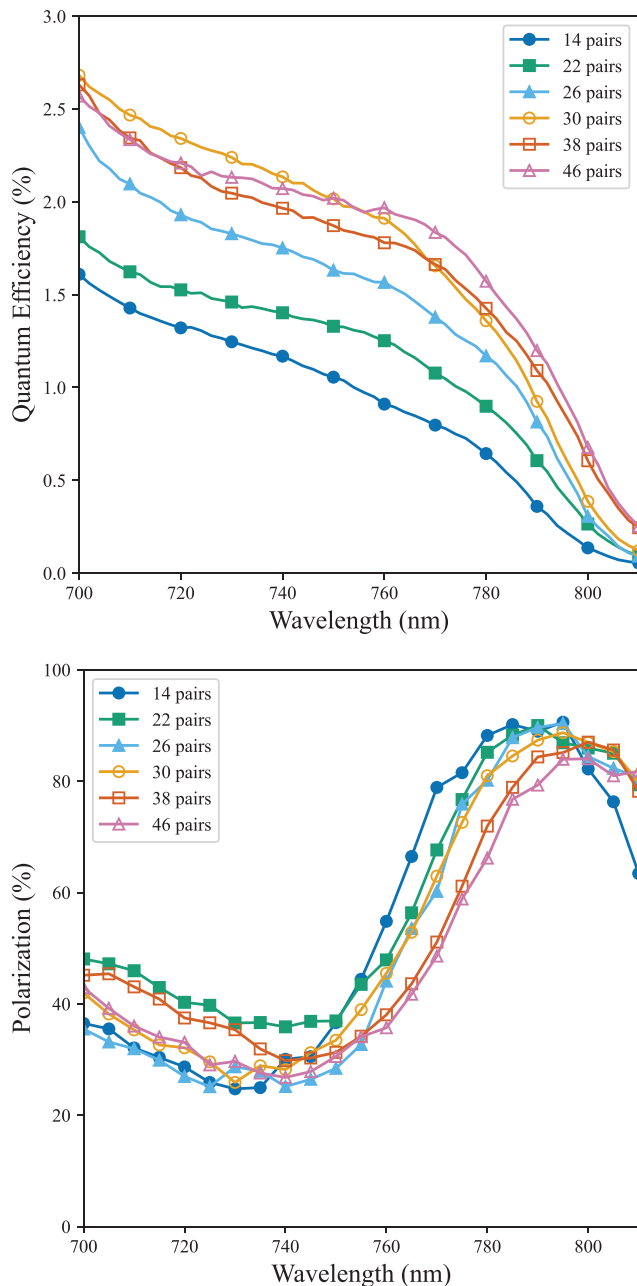 3.0
2.5
2.0
1.5
1.0
0.5
0.0
Quantum Efficiency (%)
14 pairs
22 pairs
26 pairs
30 pairs
38 pairs
46 pairs
700 720 740 760 780 800
Wavelength (nm)
100
80
60
40
20
0
Polarization (%)
14 pairs
22 pairs
26 pairs
30 pairs
38 pairs
46 pairs
700 720 740 760 780 800
Wavelength (nm)